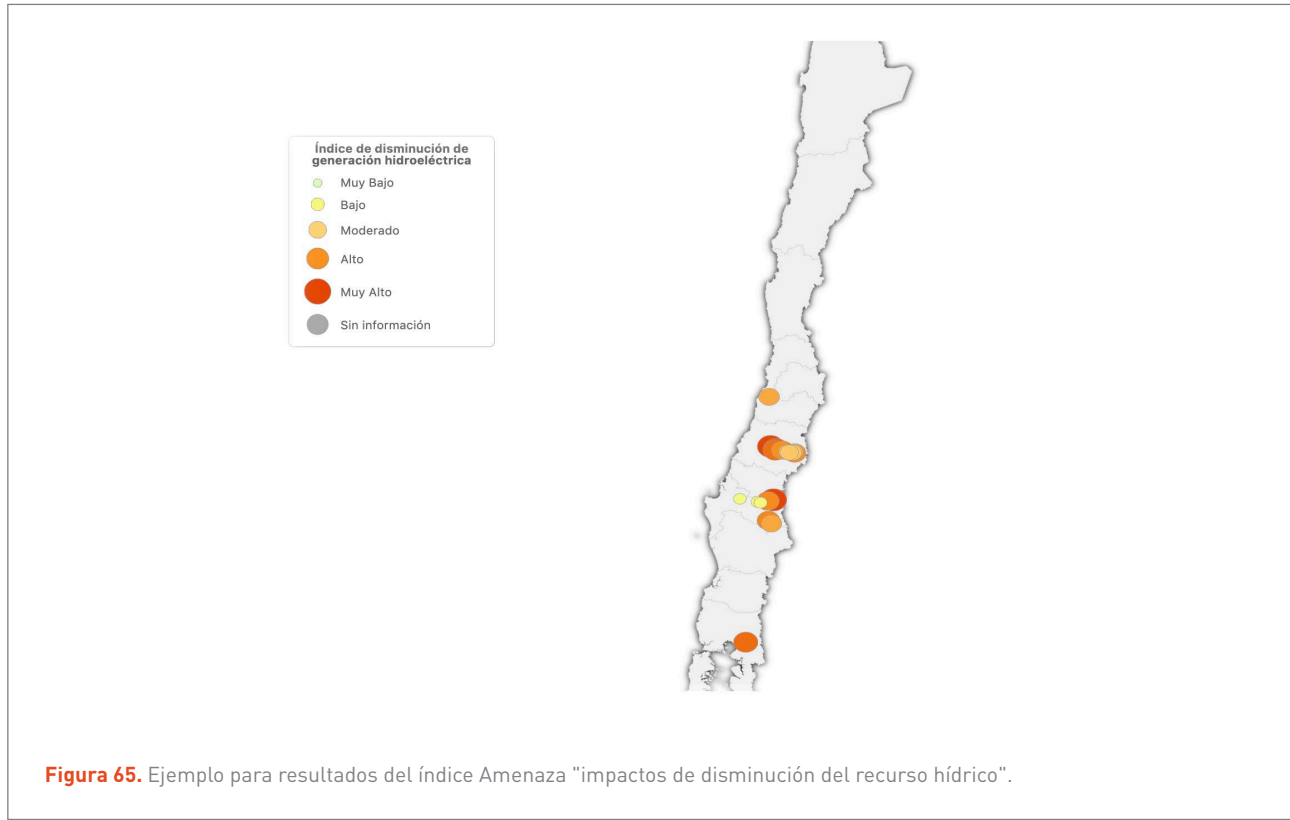 Índice de disminución de
generación hidroeléctrica
Muy Bajo
Bajo
Moderado
Alto
Muy Alto
Sin información
Figura 65. Ejemplo para resultados del índice Amenaza "impactos de disminución del recurso hídrico".